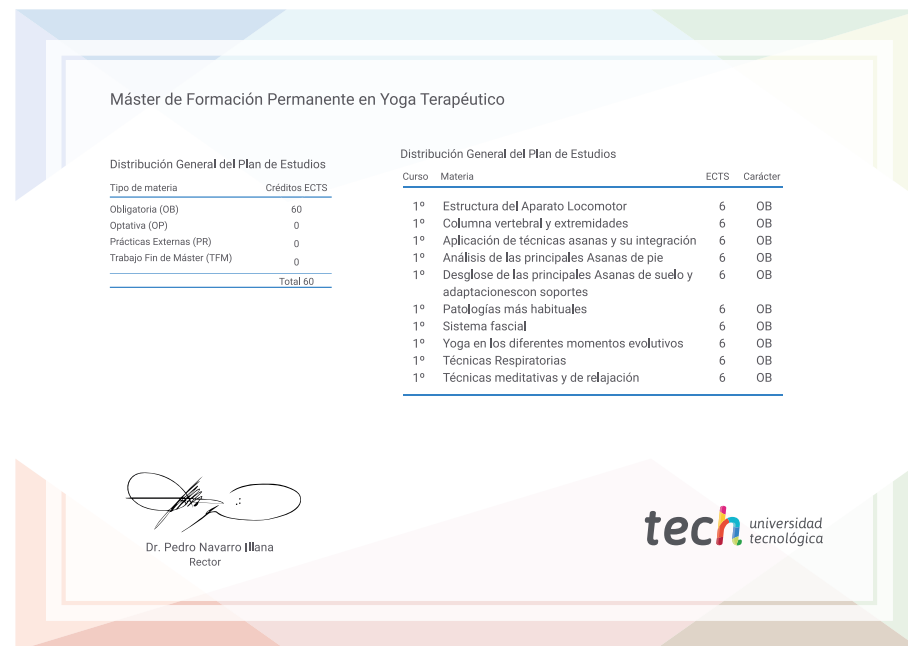 Máster de Formación Permanente en Yoga Terapéutico
Distribución General del Plan de Estudios
Tipo de materia Créditos ECTS
Obligatoria (OB) 60
Optativa (OP) 0
Prácticas Externas (PR) 0
Trabajo Fin de Máster (TFM) 0
Total 60
Distribución General del Plan de Estudios
Curso Materia ECTS Carácter
1º Estructura del Aparato Locomotor 6 OB
1º Columna vertebral y extremidades 6 OB
1º Aplicación de técnicas asanas y su integración 6 OB
1º Análisis de las principales Asanas de pie 6 OB
1º Desglose de las principales Asanas de suelo y 6 OB
adaptacionescon soportes
1º Patologías más habituales 6 OB
1º Sistema fascial 6 OB
1º Yoga en los diferentes momentos evolutivos 6 OB
1º Técnicas Respiratorias 6 OB
1º Técnicas meditativas y de relajación 6 OB
Dr. Pedro Navarro Illana
Rector
tech universidad
tecnológica